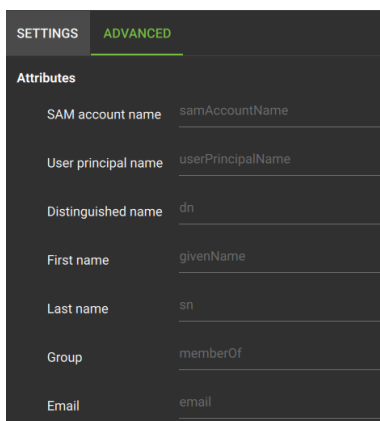 SETTINGS ADVANCED
Attributes
SAM account name samAccountName
User principal name userPrincipalName
Distinguished name dn
First name givenName
Last name sn
Group memberOf
Email email